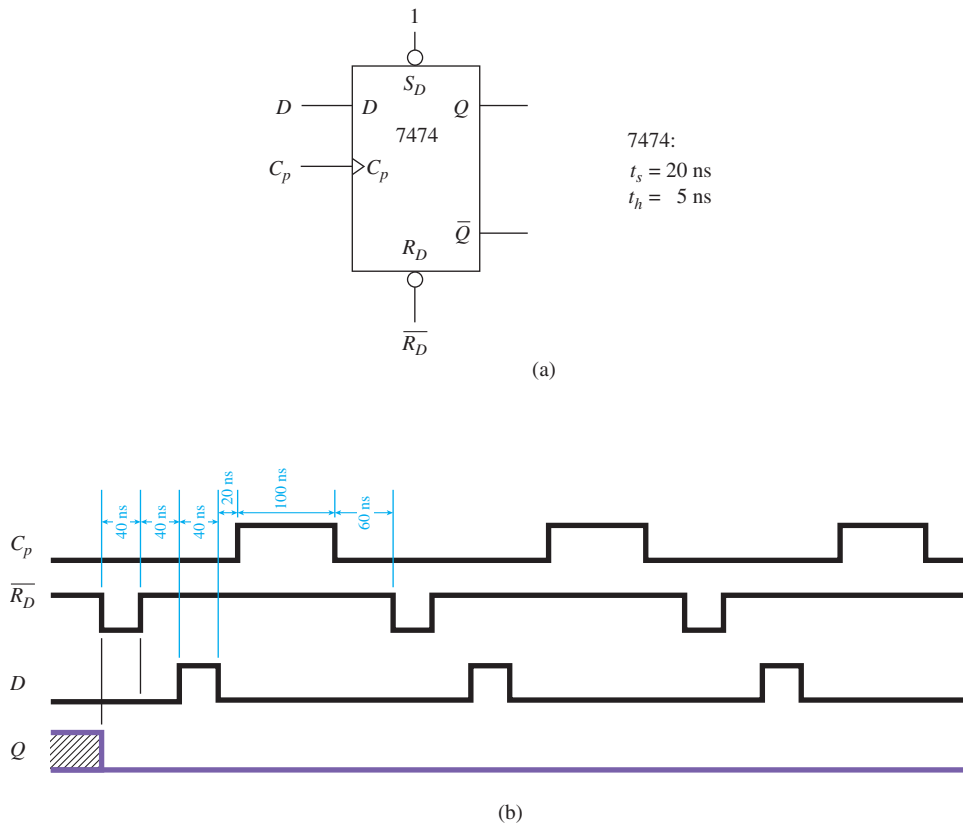 1
S_D
D
D
Q
7474
C_p
C_p
7474:
t_s = 20 ns
t_h = 5 ns
Q̅
R_D
R̅_D̅
(a)
40 ns
40 ns
40 ns
20 ns
100 ns
60 ns
C_p
R̅_D̅
D
Q
(b)